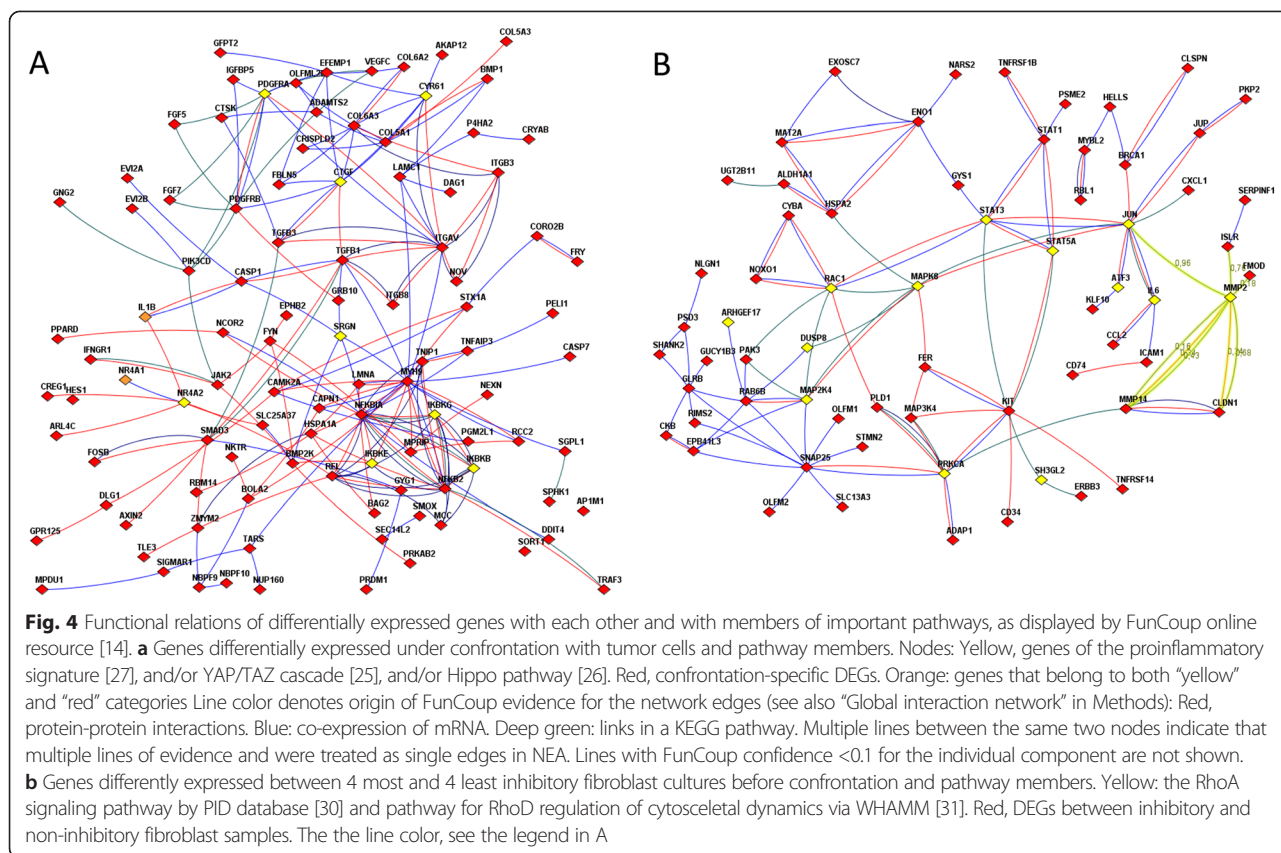 A
COL5A3
GFPT2
AKAP12
EFEMP1
VEGFC
COL6A2
IGFBP5
OLFML2
BMP1
PDGFRA
CYR61
CTSK
ADAMTS2
FGF5
COL6A3
P4HA2
COL5A1
CRYAB
CRISPLD2
ITGB3
EVI2A
FBLN5
CTGF
LAMC1
DAG1
GNG2
EVI2B
FGF7
PDGFRB
TGFB3
ITGAV
CORO2B
FRY
PIK3CD
CASP1
TGFB1
NOV
GRB10
ITGB8
IL1B
EPHB2
STX1A
PELI1
PPARD
NCOR2
FYN
SRGN
TNFAIP3
TNIP1
CASP7
IFNGR1
NR4A1
JAK2
LMNA
MYH9
CREG1
HES1
NR4A2
CAMK2A
NEXN
CAPN1
NFKBIA
IKBKG
SLC25A37
ARL4C
SMAD3
HSPA1A
PGM2L1
RCC2
MPRIP
SGPL1
FOSB
NKTR
BMP2K
IKBKE
IKBKB
REL
DLG1
RBM14
BOLA2
GYG1
NFKB2
SPHK1
AP1M1
GPR125
AXIN2
ZMYM2
BAG2
SMOX
MCC
TLE3
TARS
SEC14L2
DDIT4
SORT1
SIGMAR1
PRKAB2
MPDU1
NBPF9
NBPF10
NUP160
PRDM1
TRAF3
B
EXOSC7
NARS2
TNFRSF1B
CLSPN
ENO1
PSME2
HELLS
PKP2
MAT2A
STAT1
MYBL2
JUP
BRCA1
UGT2B11
ALDH1A1
GYS1
RBL1
CXCL1
SERPINF1
CYBA
HSPA2
STAT3
JUN
ISLR
STAT5A
NLGN1
NOXO1
RAC1
MAPK8
0,96
FMOD
ATF3
IL6
MMP2
PSD3
ARHGEF17
KLF10
SHANK2
GUCY1B3
PAK3
DUSP8
CCL2
ICAM1
GLRB
FER
CD74
RAB6B
MAP2K4
RIMS2
PLD1
MAP3K4
KIT
MMP14
CLDN1
CKB
EPB41L3
OLFM1
STMN2
SNAP25
PRKCA
SH3GL2
TNFRSF14
ERBB3
OLFM2
SLC13A3
CD34
ADAP1
Fig. 4 Functional relations of differentially expressed genes with each other and with members of important pathways, as displayed by FunCoup online
resource [14]. a Genes differentially expressed under confrontation with tumor cells and pathway members. Nodes: Yellow, genes of the proinflammatory
signature [27], and/or YAP/TAZ cascade [25], and/or Hippo pathway [26]. Red, confrontation-specific DEGs. Orange: genes that belong to both “yellow”
and “red” categories Line color denotes origin of FunCoup evidence for the network edges (see also “Global interaction network” in Methods): Red,
protein-protein interactions. Blue: co-expression of mRNA. Deep green: links in a KEGG pathway. Multiple lines between the same two nodes indicate that
multiple lines of evidence and were treated as single edges in NEA. Lines with FunCoup confidence <0.1 for the individual component are not shown.
b Genes differently expressed between 4 most and 4 least inhibitory fibroblast cultures before confrontation and pathway members. Yellow: the RhoA
signaling pathway by PID database [30] and pathway for RhoD regulation of cytosceletal dynamics via WHAMM [31]. Red, DEGs between inhibitory and
non-inhibitory fibroblast samples. The the line color, see the legend in A